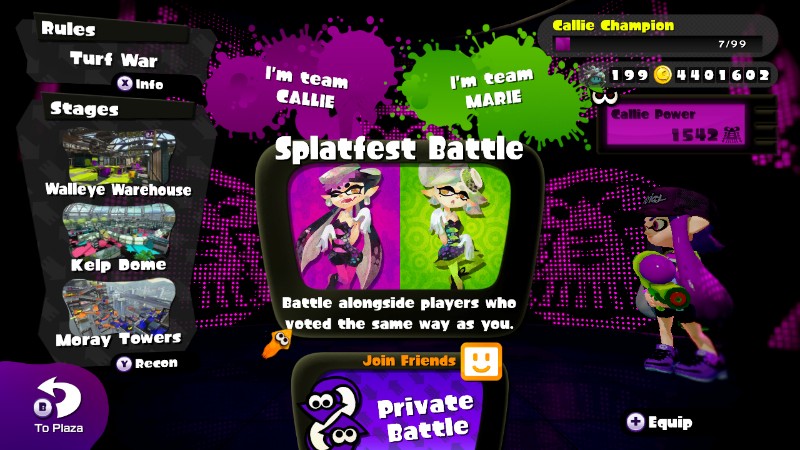 Rules
Turf War
X Info
Stages
Walleye Warehouse
Kelp Dome
Moray Towers
Y Recon
B
To Plaza
I'm team
CALLIE
I'm team
MARIE
Splatfest Battle
Battle alongside players who
voted the same way as you.
Join Friends
Private
Battle
Callie Champion
7/99
199 4401602
Callie Power
1542
Equip